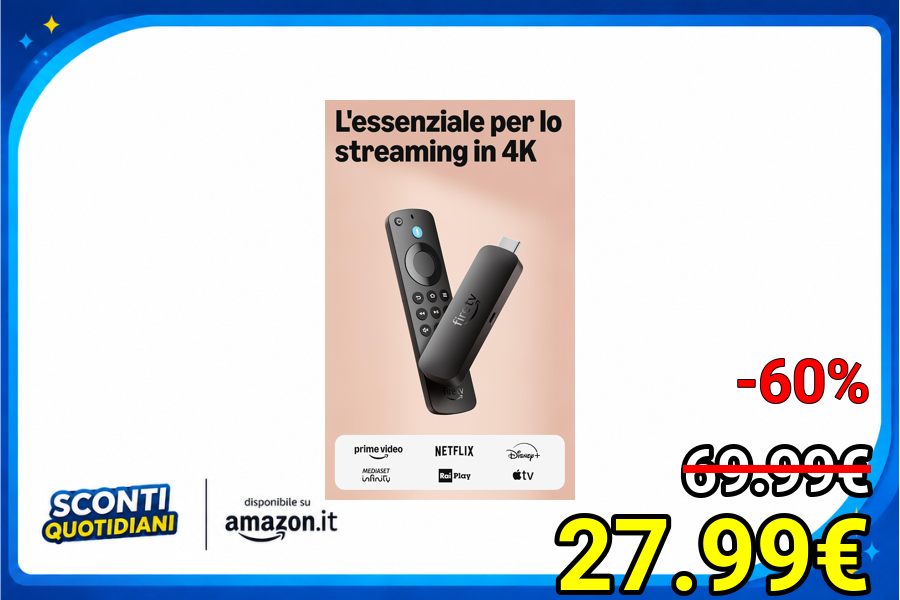 L'essenziale per lo
streaming in 4K
fire tv
prime video
NETFLIX
Disney+
MEDIASET
infinity
Rai Play
tv
-60%
69.99€
27.99€
SCONTI
QUOTIDIANI
disponibile su
amazon.it